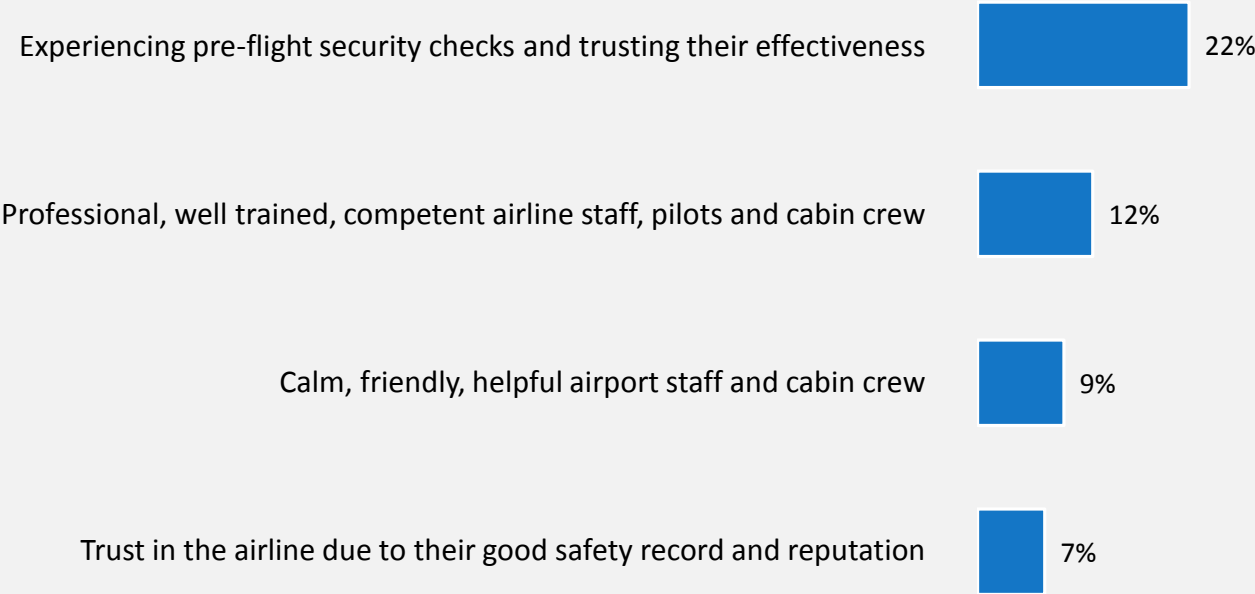 Experiencing pre-flight security checks and trusting their effectiveness 22%
Professional, well trained, competent airline staff, pilots and cabin crew 12%
Calm, friendly, helpful airport staff and cabin crew 9%
Trust in the airline due to their good safety record and reputation 7%